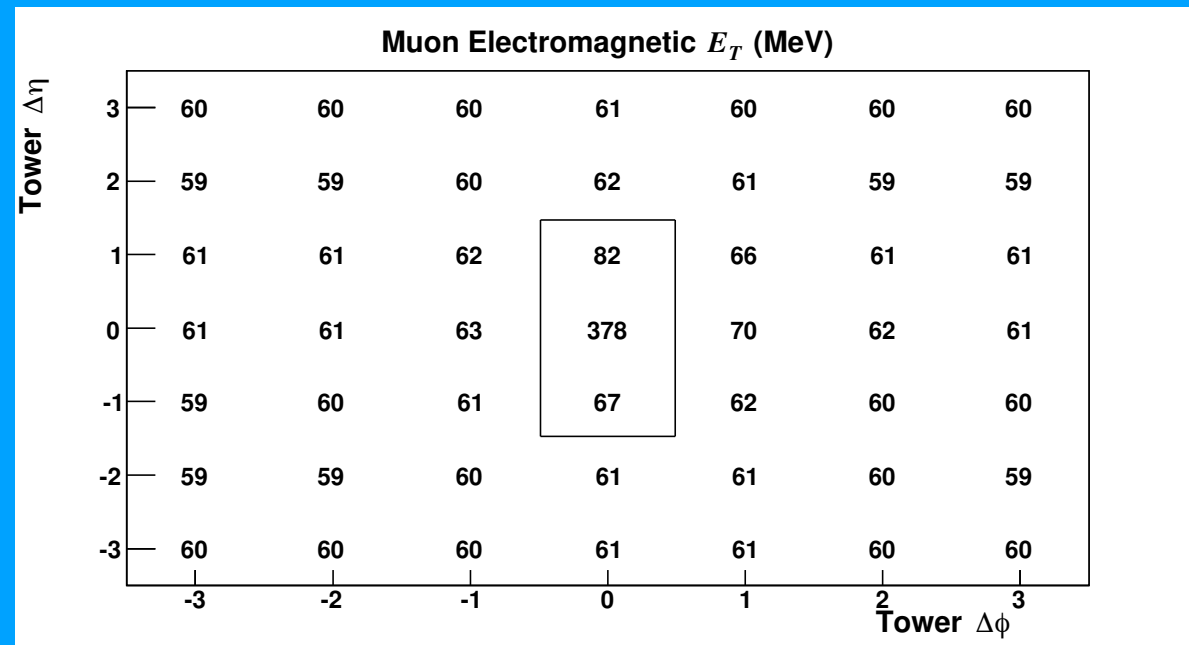 Muon Electromagnetic E_T (MeV)
Tower Δη
3 60 60 60 61 60 60 60
2 59 59 60 62 61 59 59
1 61 61 62 82 66 61 61
0 61 61 63 378 70 62 61
-1 59 60 61 67 62 60 60
-2 59 59 60 61 61 60 59
-3 60 60 60 61 61 60 60
-3 -2 -1 0 1 2 3
Tower Δϕ